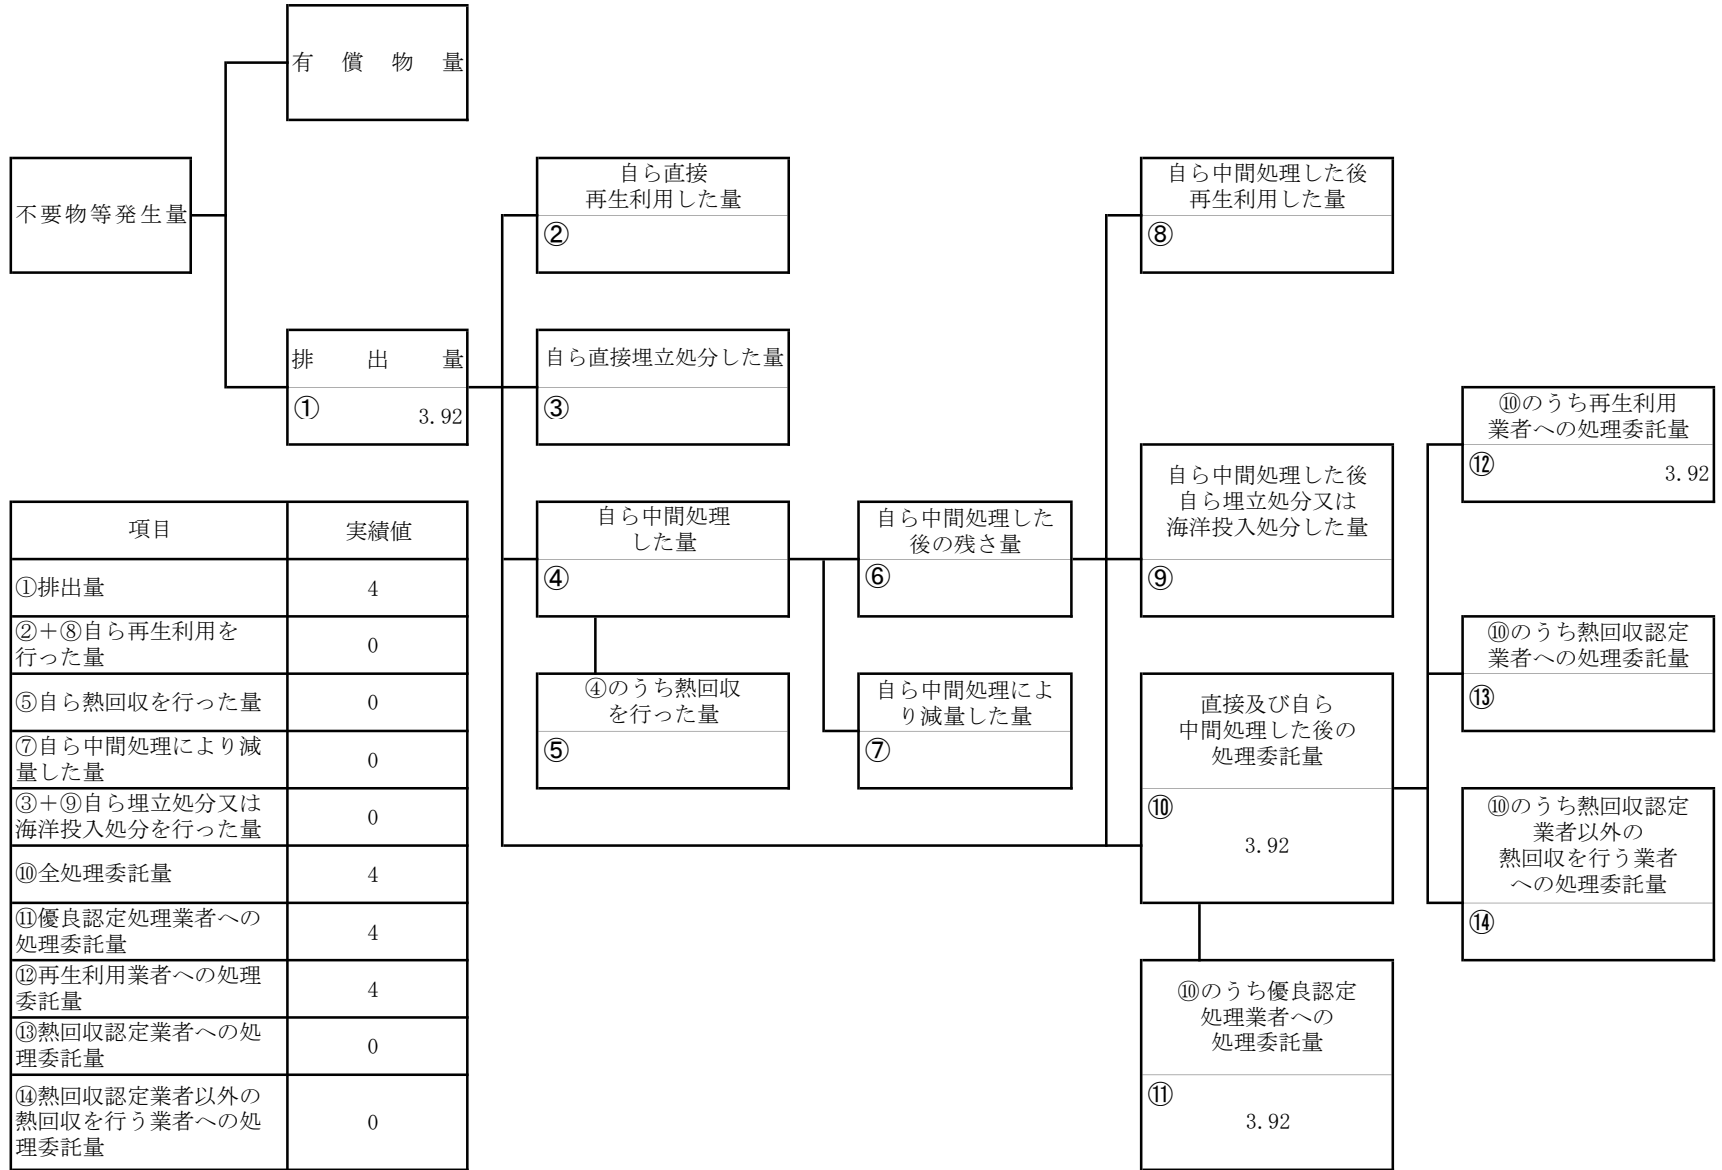 有償物量
不要物等発生量
排出量
①
3.92
自ら直接
再生利用した量
②
自ら直接埋立処分した量
③
自ら中間処理
した量
④
④のうち熱回収
を行った量
⑤
自ら中間処理した
後の残さ量
⑥
自ら中間処理によ
り減量した量
⑦
自ら中間処理した後
再生利用した量
⑧
自ら中間処理した後
自ら埋立処分又は
海洋投入処分した量
⑨
直接及び自ら
中間処理した後の
処理委託量
⑩
3.92
⑩のうち優良認定
処理業者への
処理委託量
⑪
3.92
⑩のうち再生利用
業者への処理委託量
⑫
3.92
⑩のうち熱回収認定
業者への処理委託量
⑬
⑩のうち熱回収認定
業者以外の
熱回収を行う業者
への処理委託量
⑭
項目 実績値
①排出量 4
②＋⑧自ら再生利用を
行った量 0
⑤自ら熱回収を行った量 0
⑦自ら中間処理により減
量した量 0
③＋⑨自ら埋立処分又は
海洋投入処分を行った量 0
⑩全処理委託量 4
⑪優良認定処理業者への
処理委託量 4
⑫再生利用業者への処理
委託量 4
⑬熱回収認定業者への処
理委託量 0
⑭熱回収認定業者以外の
熱回収を行う業者への処
理委託量 0